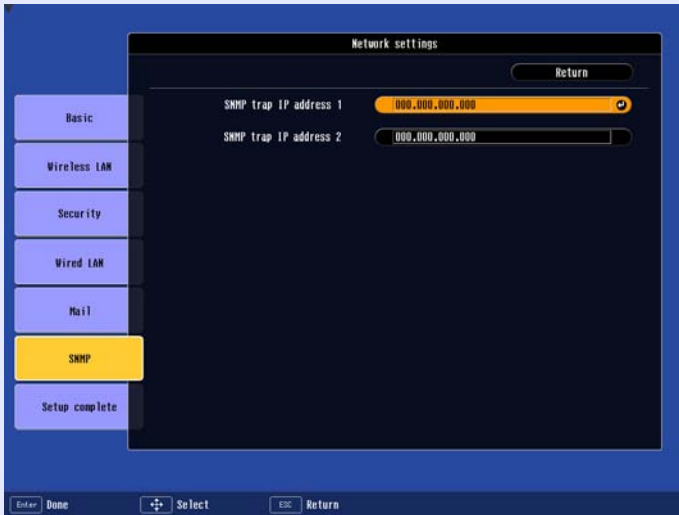 Network settings
Return
SNMP trap IP address 1 000.000.000.000
SNMP trap IP address 2 000.000.000.000
Basic
Wireless LAN
Security
Wired LAN
Mail
SNMP
Setup complete
Enter Done Select ESC Return